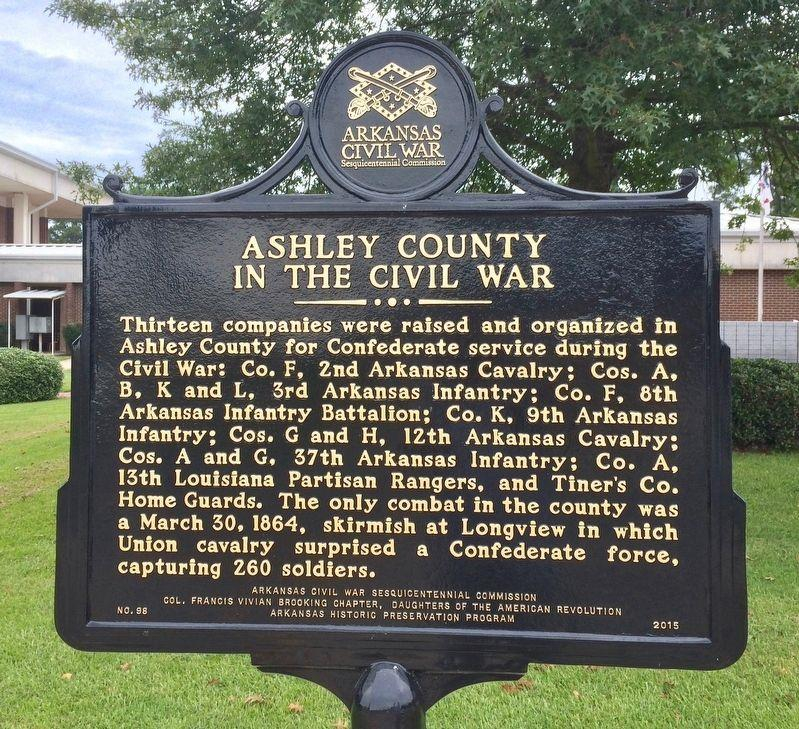 ARKANSAS
CIVIL WAR
Sesquicentennial Commission
ASHLEY COUNTY
IN THE CIVIL WAR
Thirteen companies were raised and organized in
Ashley County for Confederate service during the
Civil War: Co. F, 2nd Arkansas Cavalry; Cos. A,
B, K and L, 3rd Arkansas Infantry; Co. F, 8th
Arkansas Infantry Battalion; Co. K, 9th Arkansas
Infantry; Cos. G and H, 12th Arkansas Cavalry;
Cos. A and G, 37th Arkansas Infantry; Co. A,
13th Louisiana Partisan Rangers, and Tiner's Co.
Home Guards. The only combat in the county was
a March 30, 1864, skirmish at Longview in which
Union cavalry surprised a Confederate force,
capturing 260 soldiers.
ARKANSAS CIVIL WAR SESQUICENTENNIAL COMMISSION
COL. FRANCIS VIVIAN BROOKING CHAPTER, DAUGHTERS OF THE AMERICAN REVOLUTION
ARKANSAS HISTORIC PRESERVATION PROGRAM
NO. 98 2015